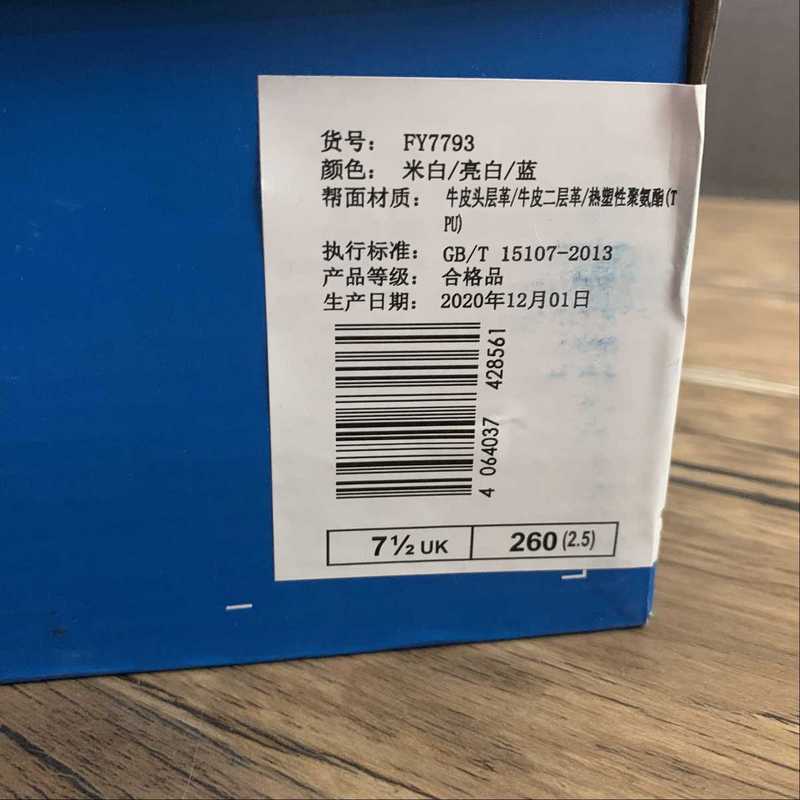 货号： FY7793
颜色： 米白/亮白/蓝
帮面材质： 牛皮头层革/牛皮二层革/热塑性聚氨酯(T
PU)
执行标准： GB/T 15107-2013
产品等级： 合格品
生产日期： 2020年12月01日
4 064037 428561
7½ UK 260 (2.5)